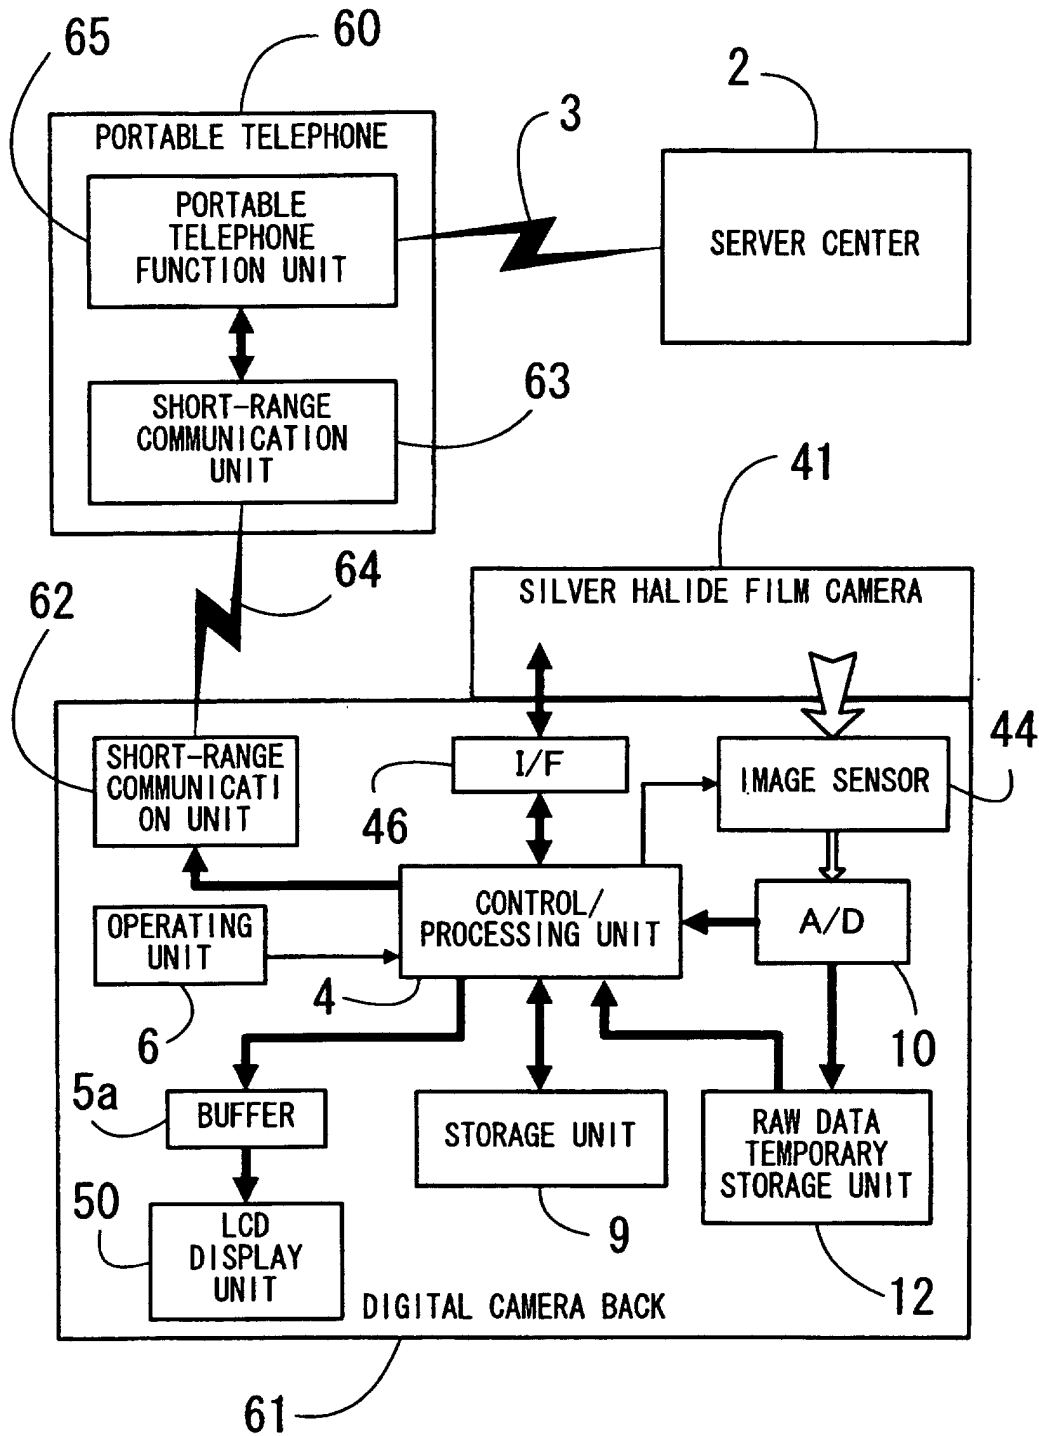 65
60
2
3
PORTABLE TELEPHONE
PORTABLE
TELEPHONE
FUNCTION UNIT
SERVER CENTER
63
SHORT-RANGE
COMMUNICATION
UNIT
41
64
62
SILVER HALIDE FILM CAMERA
44
SHORT-RANGE
COMMUNICATI
ON UNIT
I/F
46
IMAGE SENSOR
CONTROL/
PROCESSING UNIT
A/D
OPERATING
UNIT
4
6
10
5a
BUFFER
STORAGE UNIT
RAW DATA
TEMPORARY
STORAGE UNIT
50
LCD
DISPLAY
UNIT
9
12
DIGITAL CAMERA BACK
61